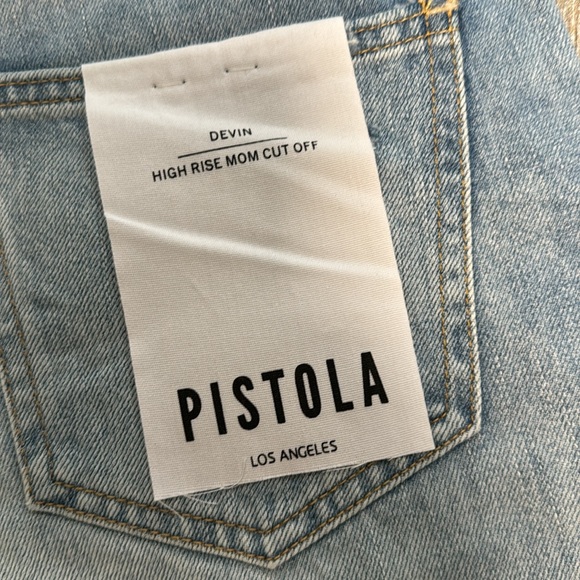 DEVIN
HIGH RISE MOM CUT OFF
PISTOLA
LOS ANGELES